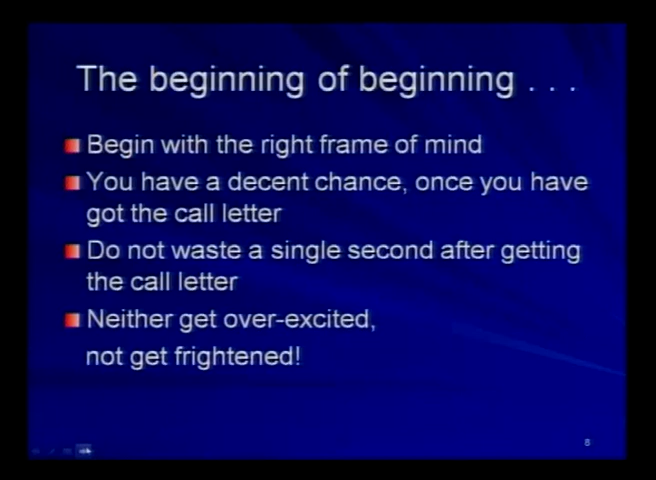 The beginning of beginning . . .
Begin with the right frame of mind
You have a decent chance, once you have
got the call letter
Do not waste a single second after getting
the call letter
Neither get over-excited,
not get frightened!
8